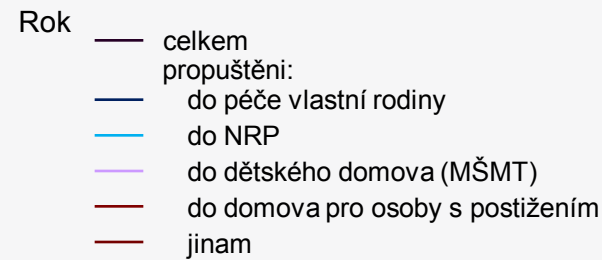 Rok
celkem
propuštěni:
do péče vlastní rodiny
do NRP
do dětského domova (MŠMT)
do domova pro osoby s postižením
jinam